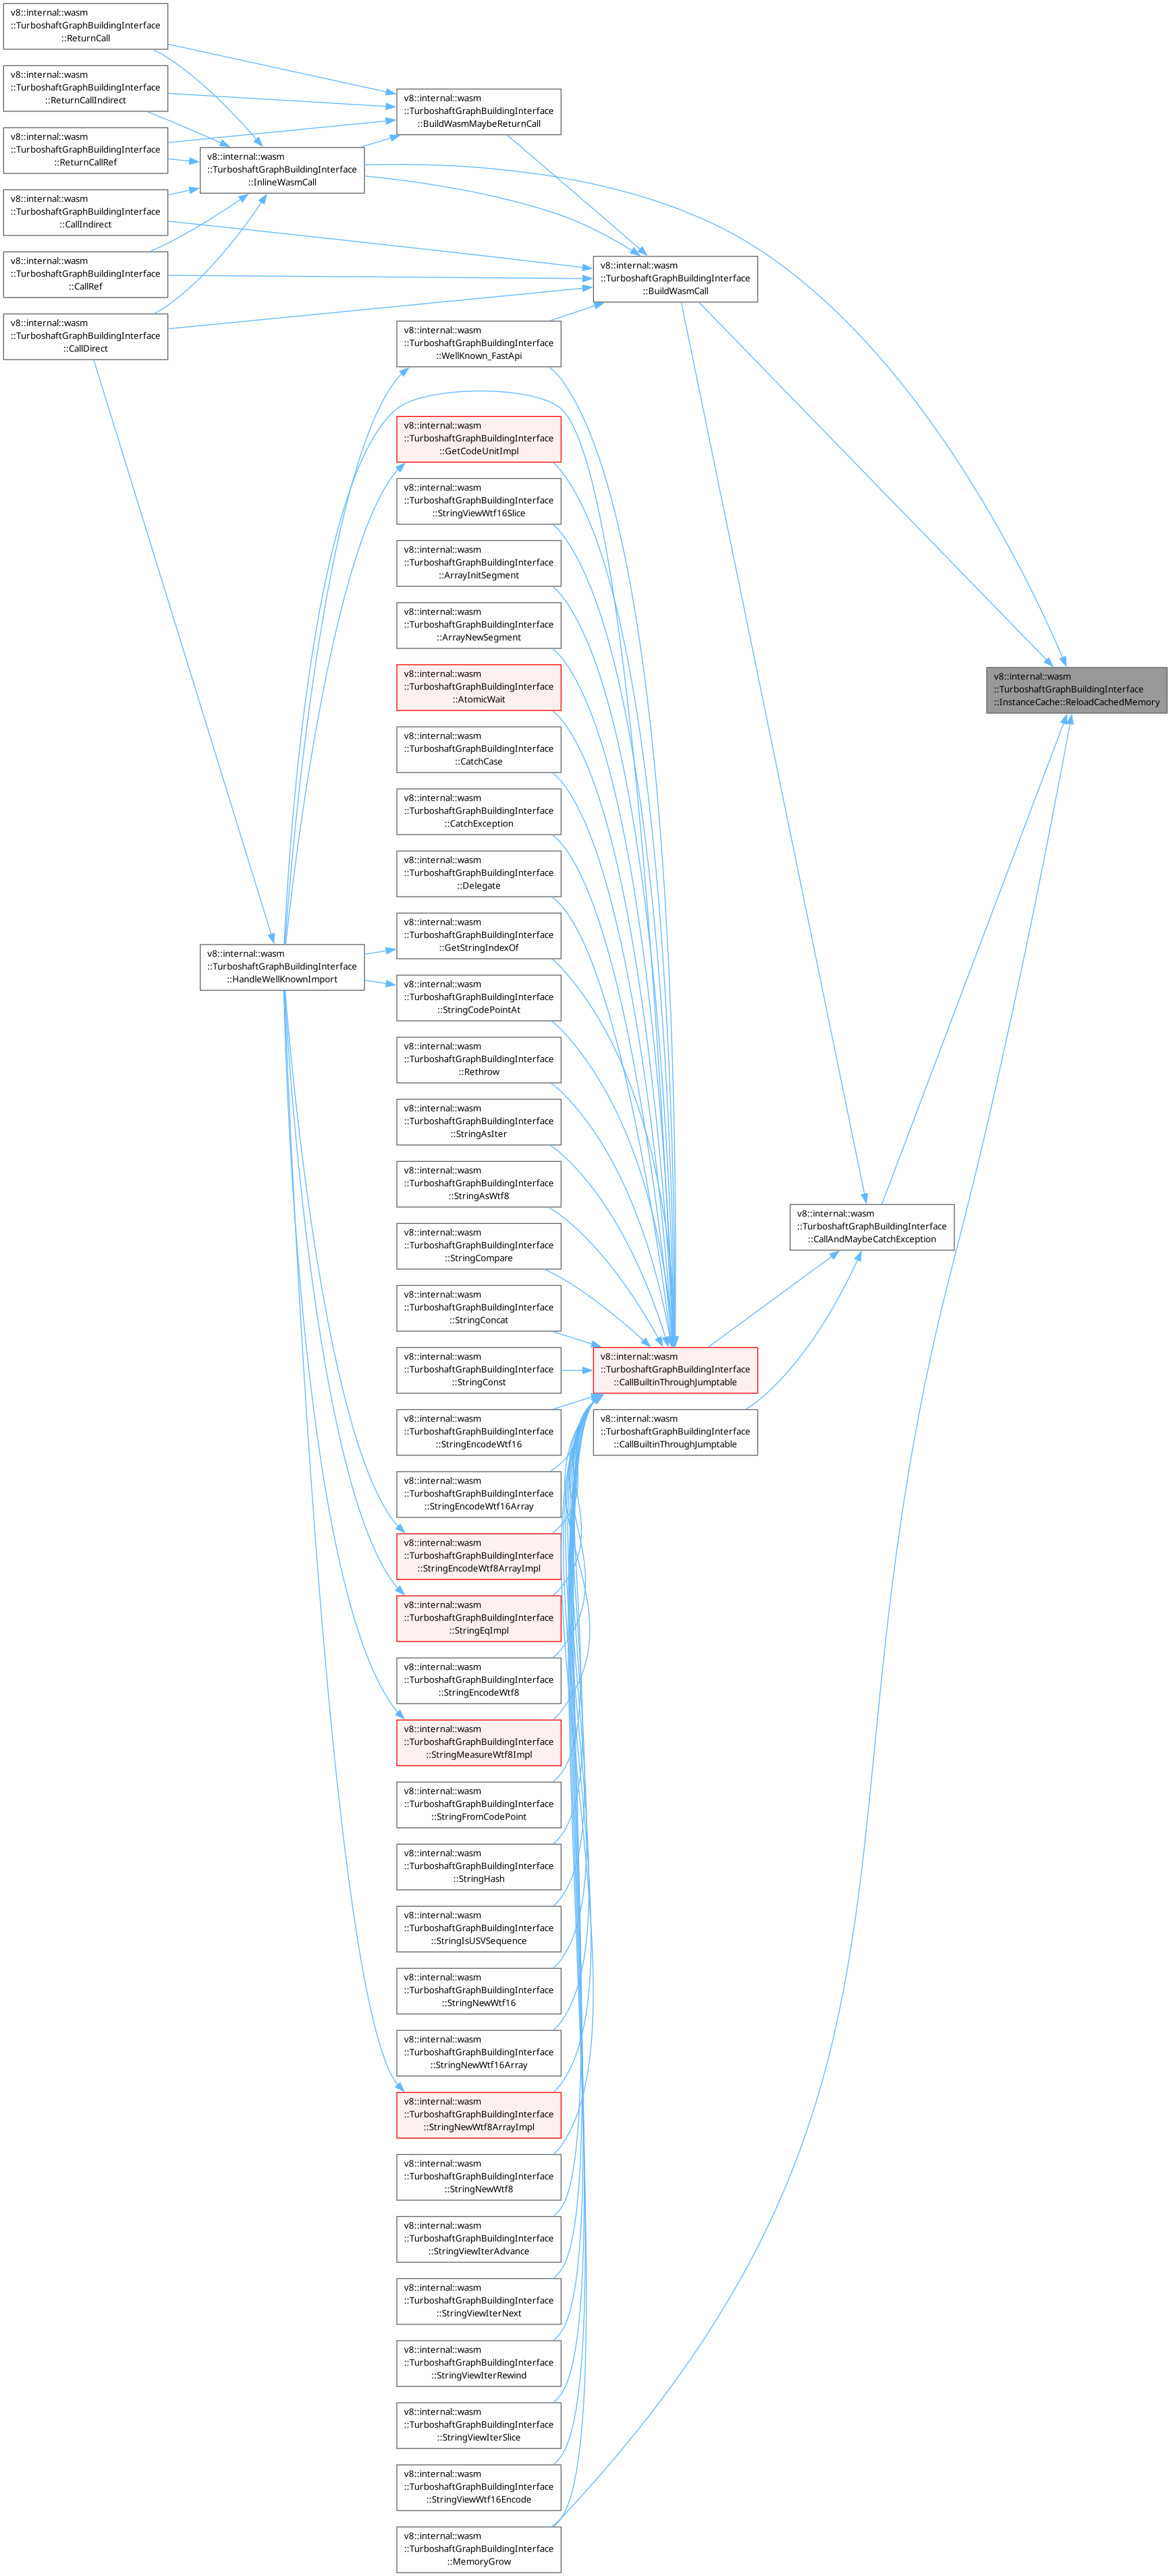 v8::internal::wasm
::TurboshaftGraphBuildingInterface
::ReturnCall
v8::internal::wasm
::TurboshaftGraphBuildingInterface
::ReturnCallIndirect
v8::internal::wasm
::TurboshaftGraphBuildingInterface
::ReturnCallRef
v8::internal::wasm
::TurboshaftGraphBuildingInterface
::CallIndirect
v8::internal::wasm
::TurboshaftGraphBuildingInterface
::CallRef
v8::internal::wasm
::TurboshaftGraphBuildingInterface
::CallDirect
v8::internal::wasm
::TurboshaftGraphBuildingInterface
::InlineWasmCall
v8::internal::wasm
::TurboshaftGraphBuildingInterface
::HandleWellKnownImport
v8::internal::wasm
::TurboshaftGraphBuildingInterface
::BuildWasmMaybeReturnCall
v8::internal::wasm
::TurboshaftGraphBuildingInterface
::WellKnown_FastApi
v8::internal::wasm
::TurboshaftGraphBuildingInterface
::GetCodeUnitImpl
v8::internal::wasm
::TurboshaftGraphBuildingInterface
::StringViewWtf16Slice
v8::internal::wasm
::TurboshaftGraphBuildingInterface
::ArrayInitSegment
v8::internal::wasm
::TurboshaftGraphBuildingInterface
::ArrayNewSegment
v8::internal::wasm
::TurboshaftGraphBuildingInterface
::AtomicWait
v8::internal::wasm
::TurboshaftGraphBuildingInterface
::CatchCase
v8::internal::wasm
::TurboshaftGraphBuildingInterface
::CatchException
v8::internal::wasm
::TurboshaftGraphBuildingInterface
::Delegate
v8::internal::wasm
::TurboshaftGraphBuildingInterface
::GetStringIndexOf
v8::internal::wasm
::TurboshaftGraphBuildingInterface
::StringCodePointAt
v8::internal::wasm
::TurboshaftGraphBuildingInterface
::Rethrow
v8::internal::wasm
::TurboshaftGraphBuildingInterface
::StringAsIter
v8::internal::wasm
::TurboshaftGraphBuildingInterface
::StringAsWtf8
v8::internal::wasm
::TurboshaftGraphBuildingInterface
::StringCompare
v8::internal::wasm
::TurboshaftGraphBuildingInterface
::StringConcat
v8::internal::wasm
::TurboshaftGraphBuildingInterface
::StringConst
v8::internal::wasm
::TurboshaftGraphBuildingInterface
::StringEncodeWtf16
v8::internal::wasm
::TurboshaftGraphBuildingInterface
::StringEncodeWtf16Array
v8::internal::wasm
::TurboshaftGraphBuildingInterface
::StringEncodeWtf8ArrayImpl
v8::internal::wasm
::TurboshaftGraphBuildingInterface
::StringEqImpl
v8::internal::wasm
::TurboshaftGraphBuildingInterface
::StringEncodeWtf8
v8::internal::wasm
::TurboshaftGraphBuildingInterface
::StringMeasureWtf8Impl
v8::internal::wasm
::TurboshaftGraphBuildingInterface
::StringFromCodePoint
v8::internal::wasm
::TurboshaftGraphBuildingInterface
::StringHash
v8::internal::wasm
::TurboshaftGraphBuildingInterface
::StringIsUSVSequence
v8::internal::wasm
::TurboshaftGraphBuildingInterface
::StringNewWtf16
v8::internal::wasm
::TurboshaftGraphBuildingInterface
::StringNewWtf16Array
v8::internal::wasm
::TurboshaftGraphBuildingInterface
::StringNewWtf8ArrayImpl
v8::internal::wasm
::TurboshaftGraphBuildingInterface
::StringNewWtf8
v8::internal::wasm
::TurboshaftGraphBuildingInterface
::StringViewIterAdvance
v8::internal::wasm
::TurboshaftGraphBuildingInterface
::StringViewIterNext
v8::internal::wasm
::TurboshaftGraphBuildingInterface
::StringViewIterRewind
v8::internal::wasm
::TurboshaftGraphBuildingInterface
::StringViewIterSlice
v8::internal::wasm
::TurboshaftGraphBuildingInterface
::StringViewWtf16Encode
v8::internal::wasm
::TurboshaftGraphBuildingInterface
::MemoryGrow
v8::internal::wasm
::TurboshaftGraphBuildingInterface
::BuildWasmCall
v8::internal::wasm
::TurboshaftGraphBuildingInterface
::CallBuiltinThroughJumptable
v8::internal::wasm
::TurboshaftGraphBuildingInterface
::CallBuiltinThroughJumptable
v8::internal::wasm
::TurboshaftGraphBuildingInterface
::CallAndMaybeCatchException
v8::internal::wasm
::TurboshaftGraphBuildingInterface
::InstanceCache::ReloadCachedMemory